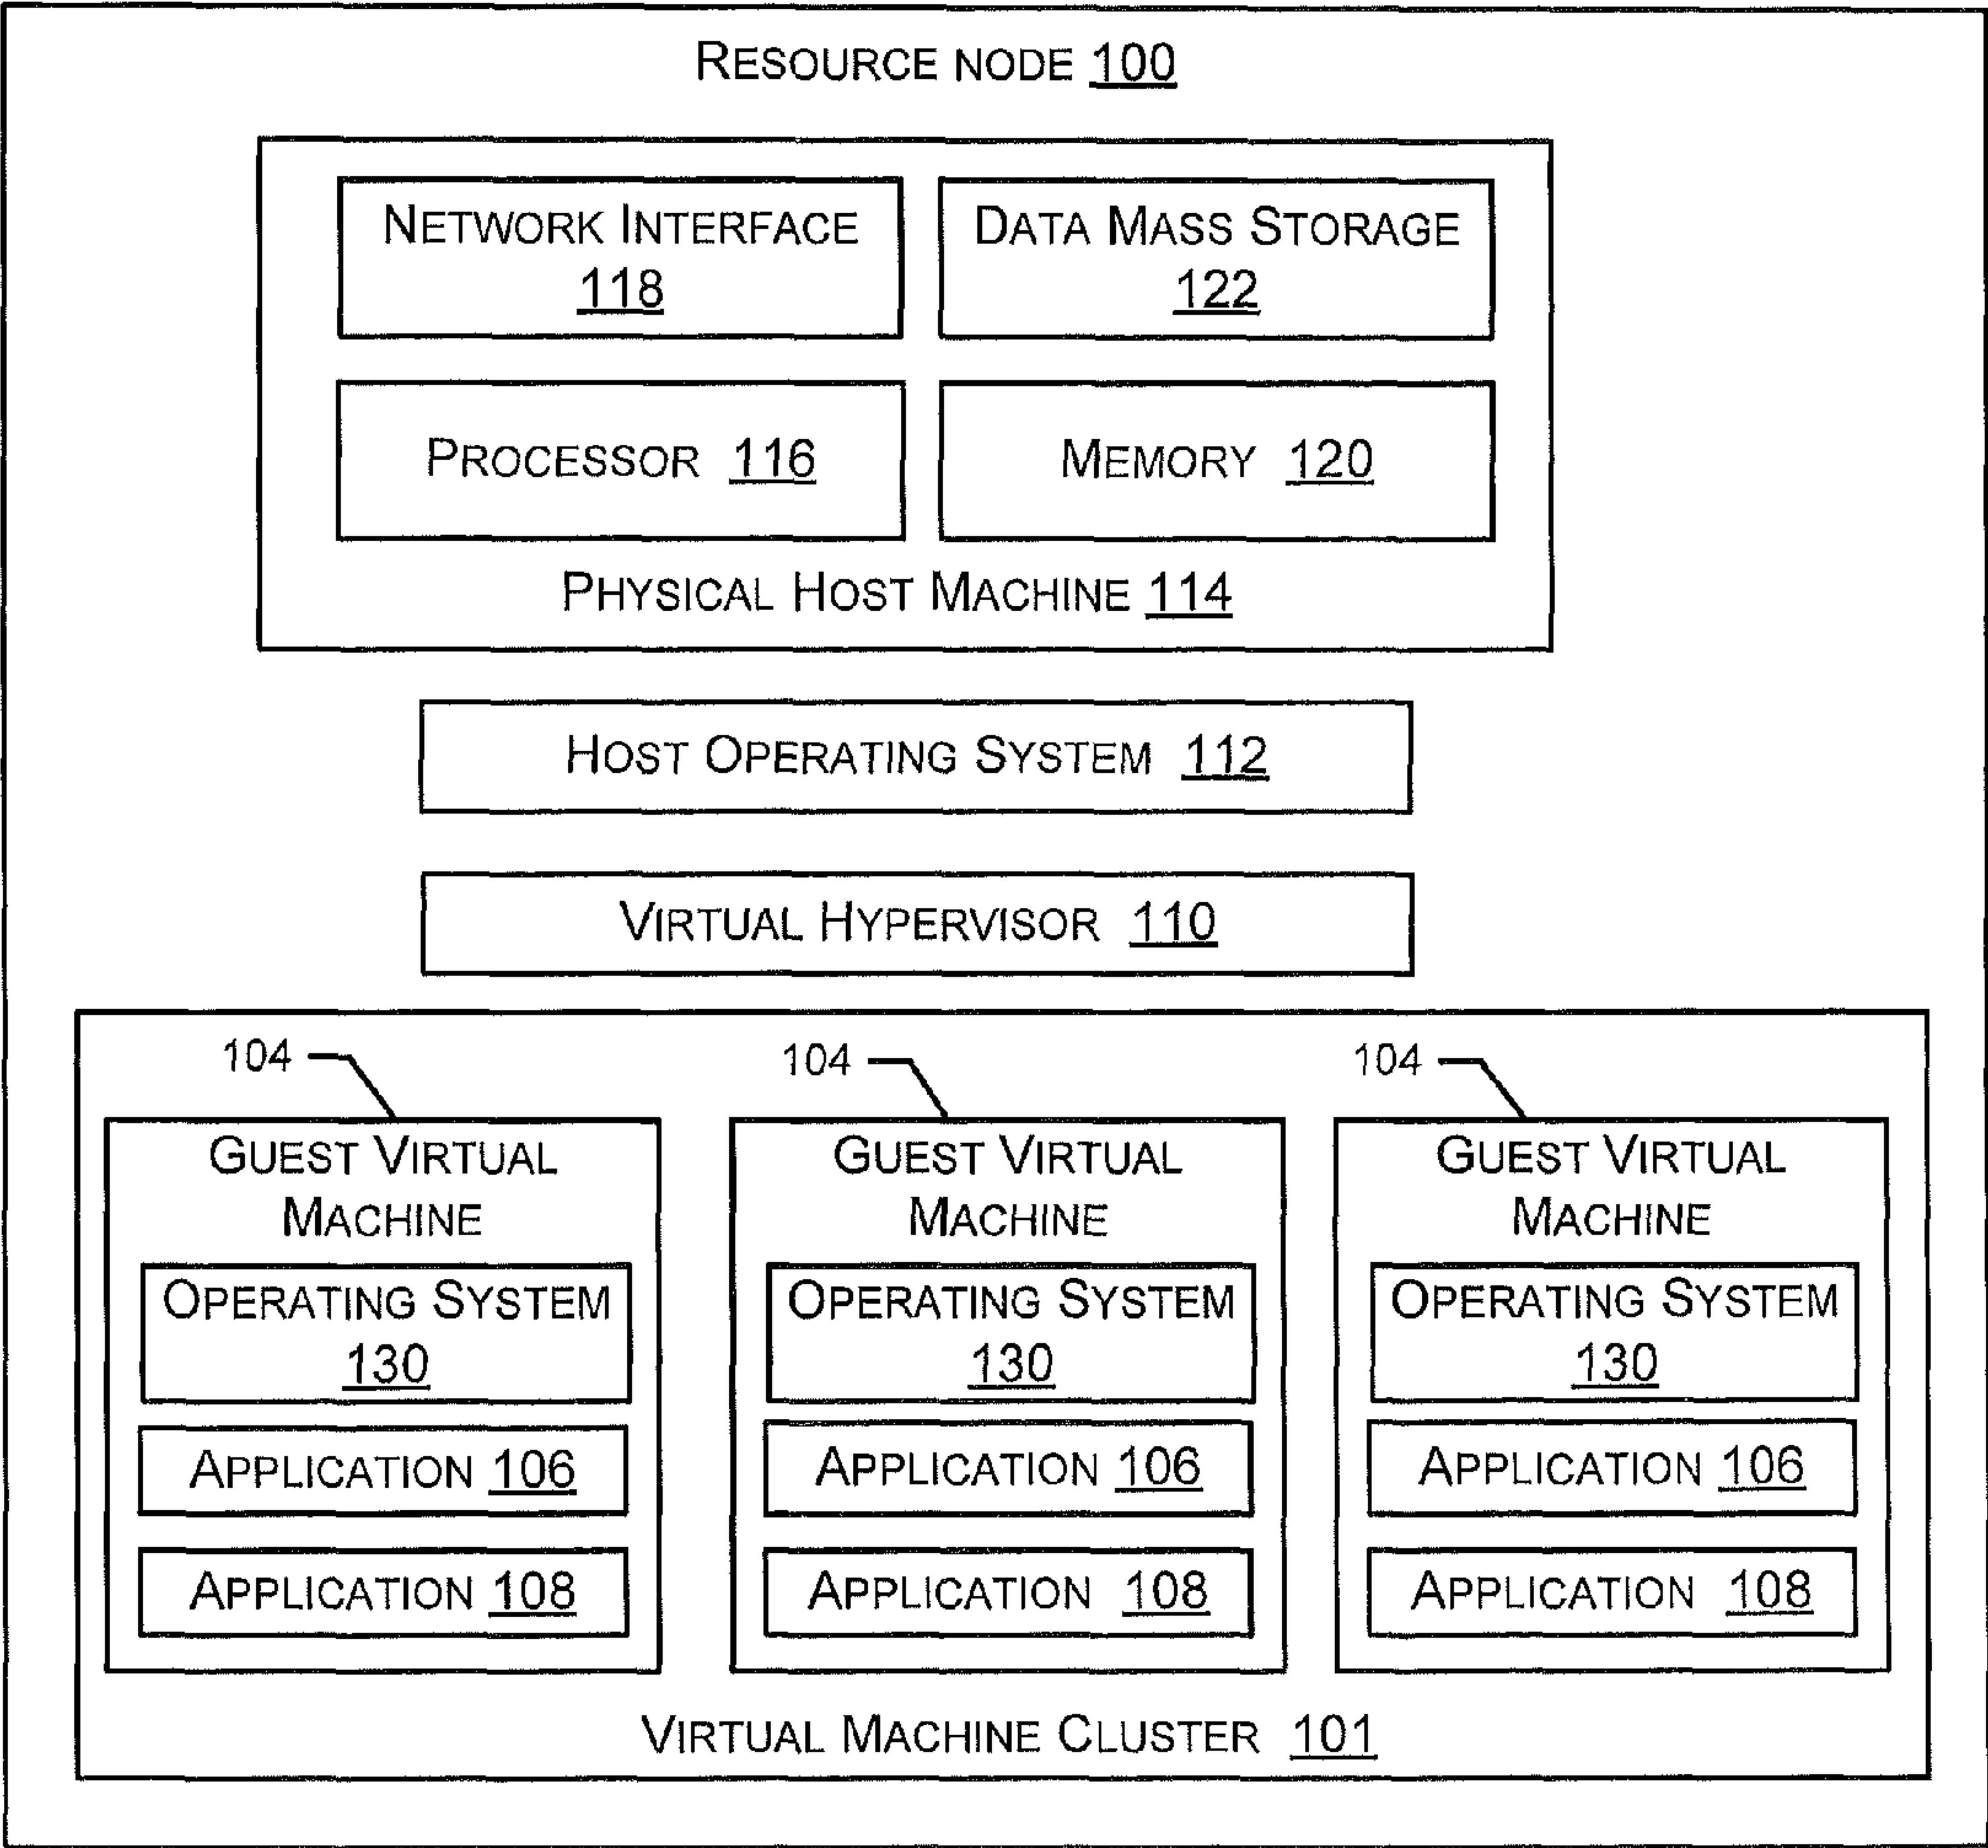 RESOURCE NODE 100
NETWORK INTERFACE
118
DATA MASS STORAGE
122
PROCESSOR 116
MEMORY 120
PHYSICAL HOST MACHINE 114
HOST OPERATING SYSTEM 112
VIRTUAL HYPERVISOR 110
104
GUEST VIRTUAL
MACHINE
OPERATING SYSTEM
130
APPLICATION 106
APPLICATION 108
104
GUEST VIRTUAL
MACHINE
OPERATING SYSTEM
130
APPLICATION 106
APPLICATION 108
104
GUEST VIRTUAL
MACHINE
OPERATING SYSTEM
130
APPLICATION 106
APPLICATION 108
VIRTUAL MACHINE CLUSTER 101